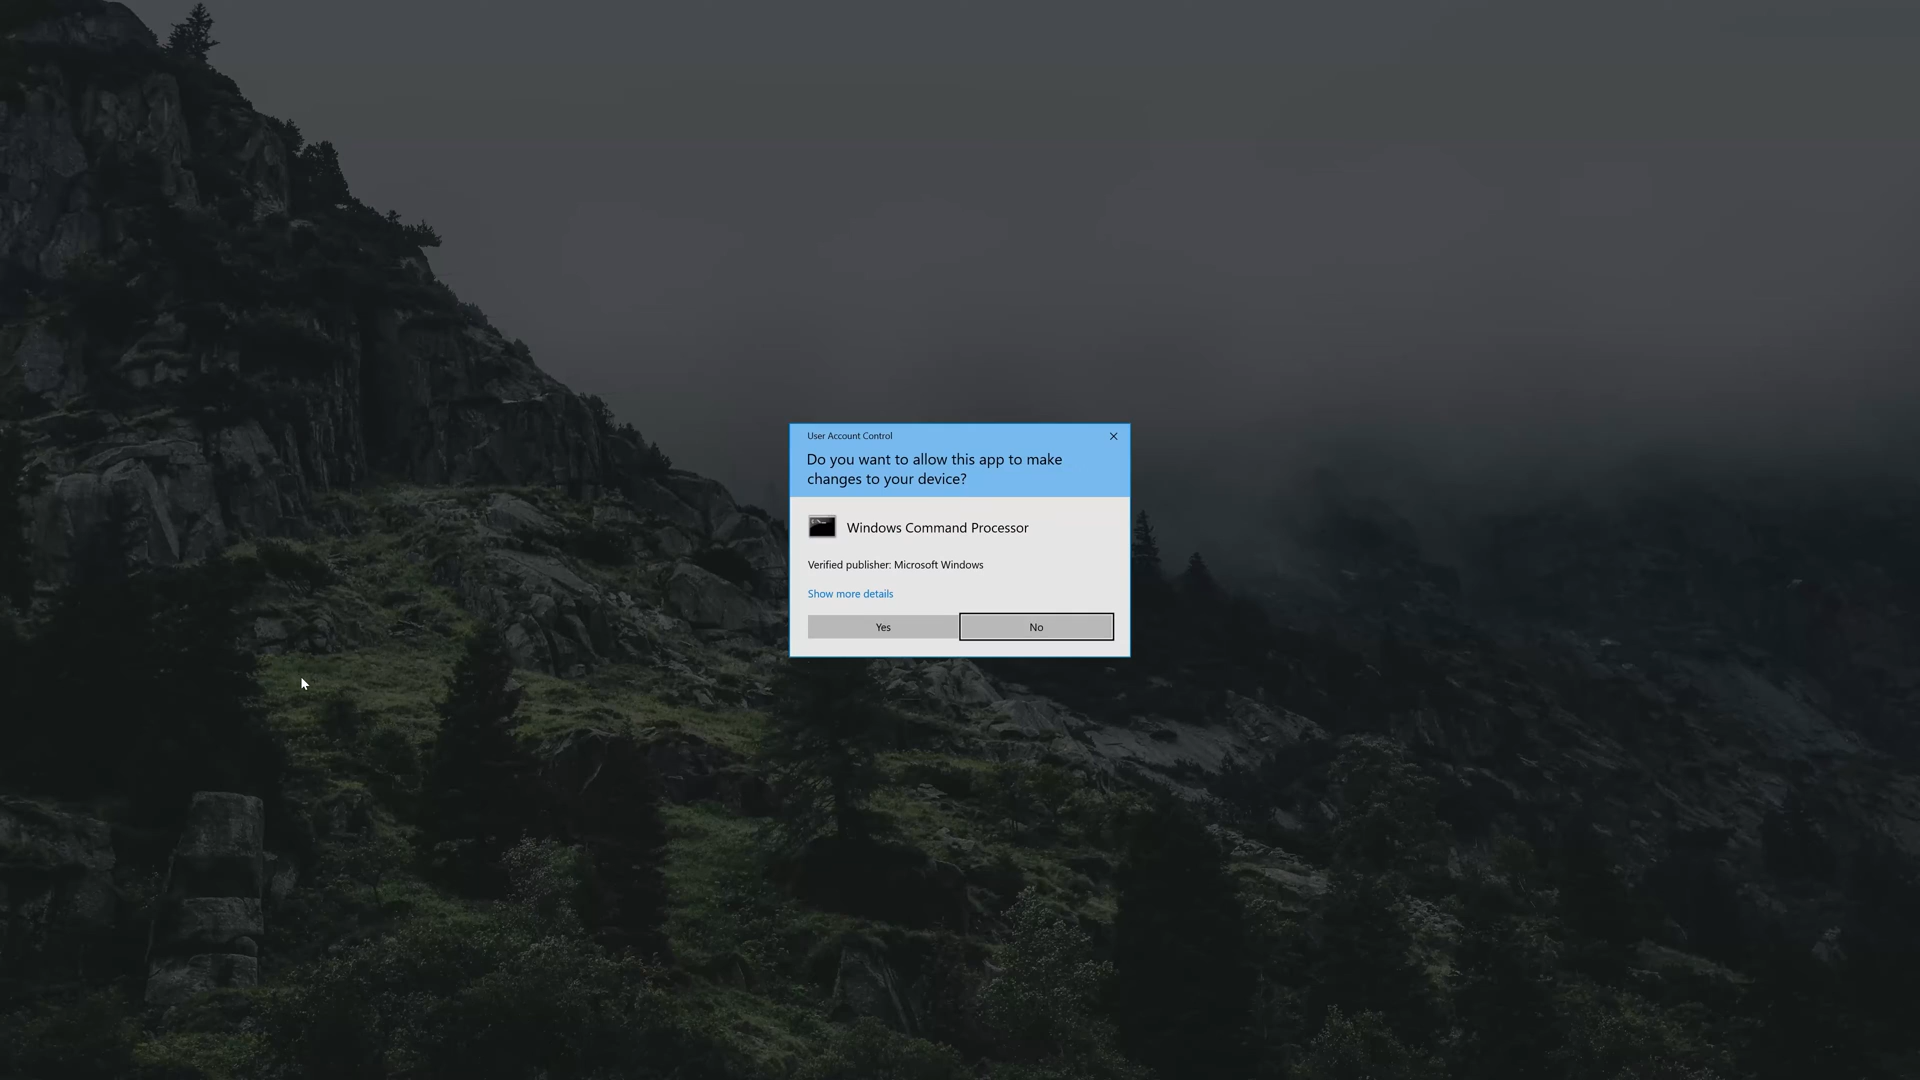 User Account Control
Do you want to allow this app to make
changes to your device?
Windows Command Processor
Verified publisher: Microsoft Windows
Show more details
Yes
No